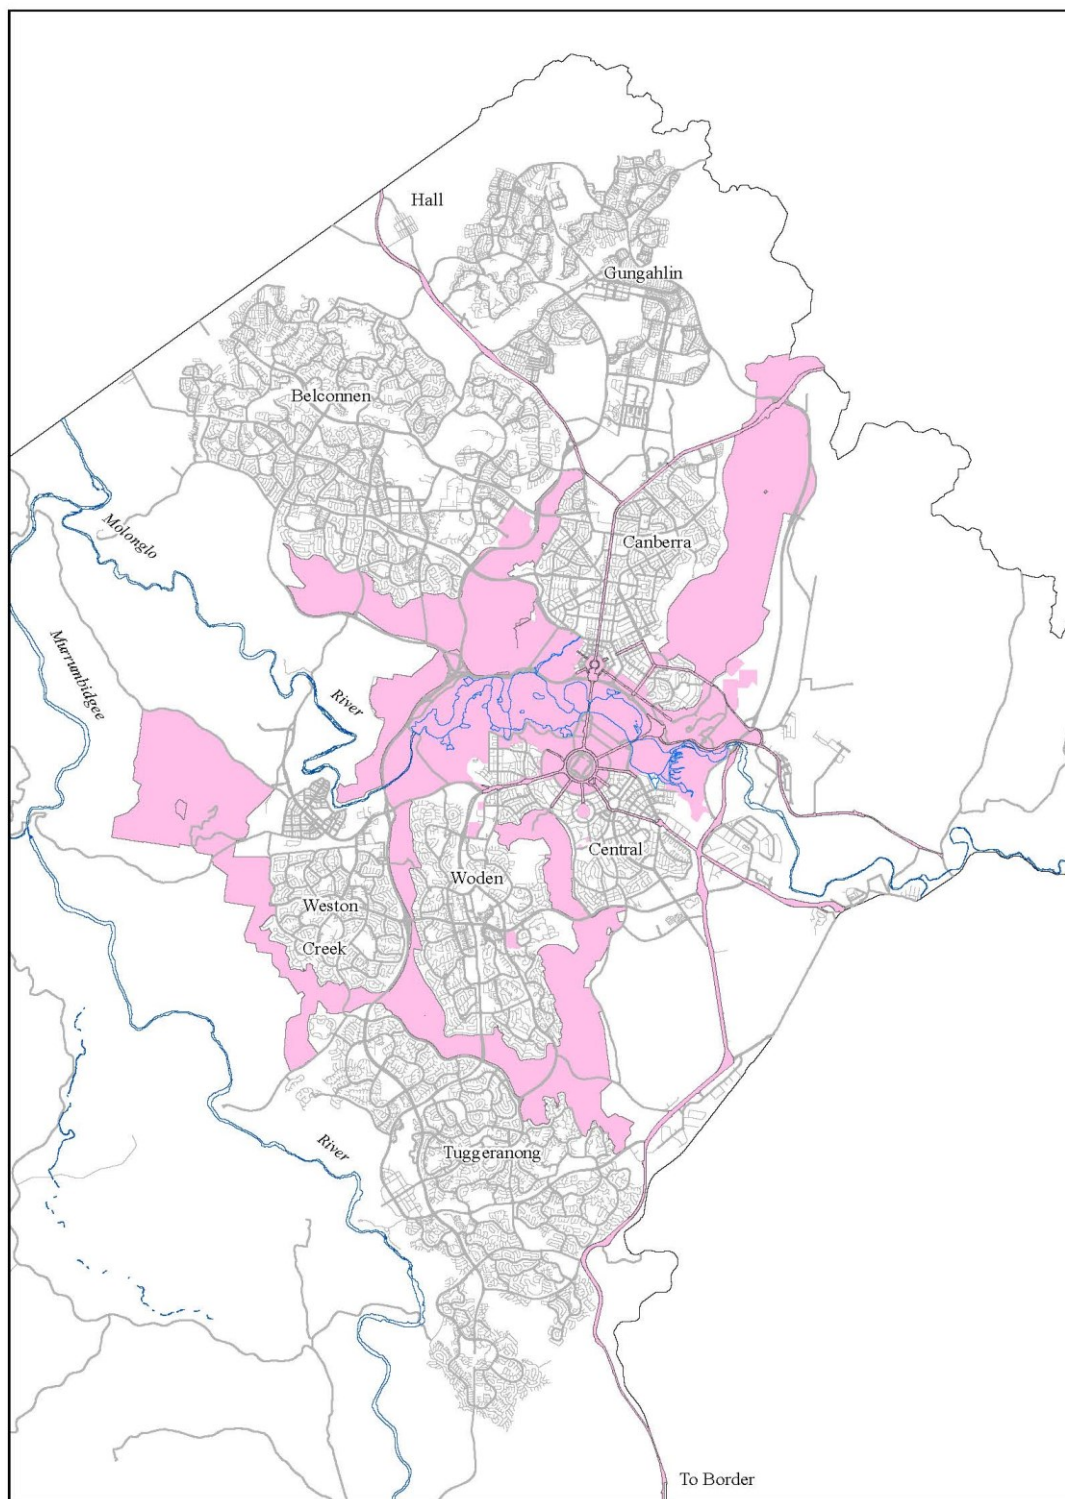 Hall
Gungahlin
Belconnen
Molonglo
Canberra
Murrumbidgee
River
Central
Woden
Weston
Creek
River
Tuggeranong
To Border